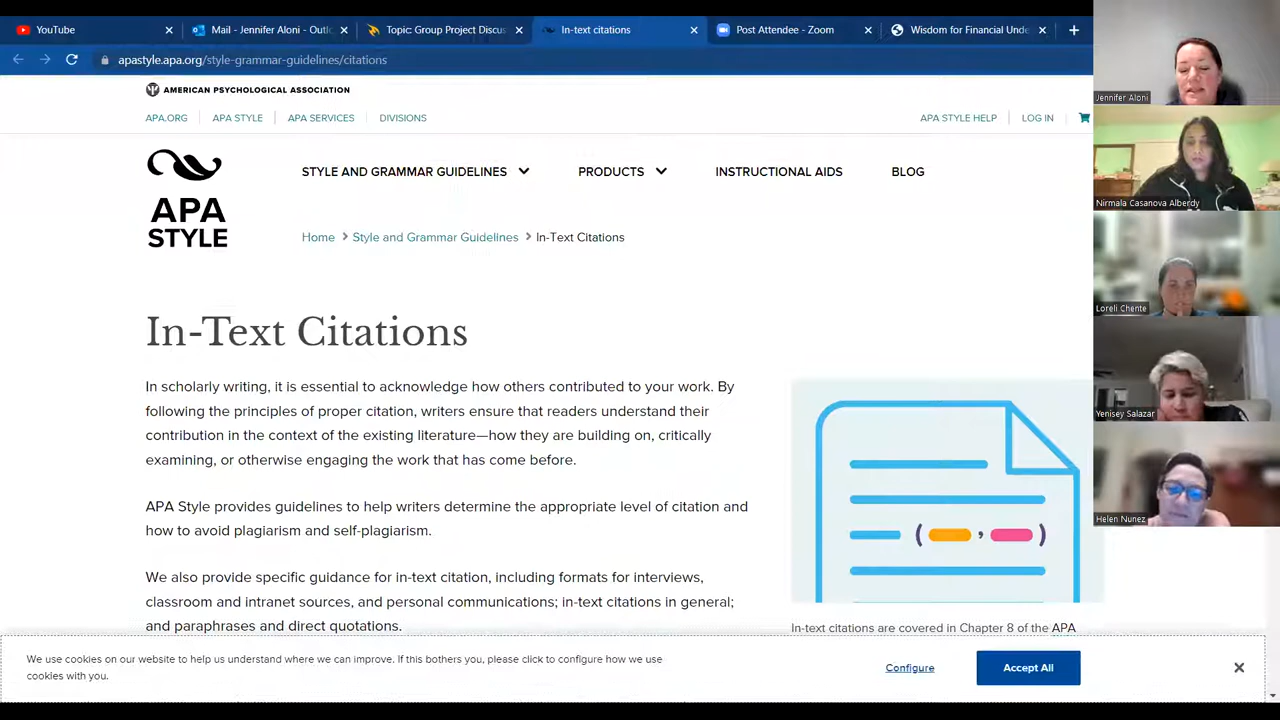 YouTube
Mail - Jennifer Aloni - Outlo
Topic: Group Project Discus
In-text citations
Post Attendee - Zoom
Wisdom for Financial Unde
apastyle.apa.org/style-grammar-guidelines/citations
AMERICAN PSYCHOLOGICAL ASSOCIATION
APA.ORG
APA STYLE
APA SERVICES
DIVISIONS
APA STYLE HELP
LOG IN
APA
STYLE
STYLE AND GRAMMAR GUIDELINES
PRODUCTS
INSTRUCTIONAL AIDS
BLOG
Home > Style and Grammar Guidelines > In-Text Citations
In-Text Citations
In scholarly writing, it is essential to acknowledge how others contributed to your work. By
following the principles of proper citation, writers ensure that readers understand their
contribution in the context of the existing literature—how they are building on, critically
examining, or otherwise engaging the work that has come before.
APA Style provides guidelines to help writers determine the appropriate level of citation and
how to avoid plagiarism and self-plagiarism.
We also provide specific guidance for in-text citation, including formats for interviews,
classroom and intranet sources, and personal communications; in-text citations in general;
and paraphrases and direct quotations.
( , )
In-text citations are covered in Chapter 8 of the APA
We use cookies on our website to help us understand where we can improve. If this bothers you, please click to configure how we use
cookies with you.
Configure
Accept All
Jennifer Aloni
Nirmala Casanova Alberdy
Loreli Chente
Yenisey Salazar
Helen Nunez